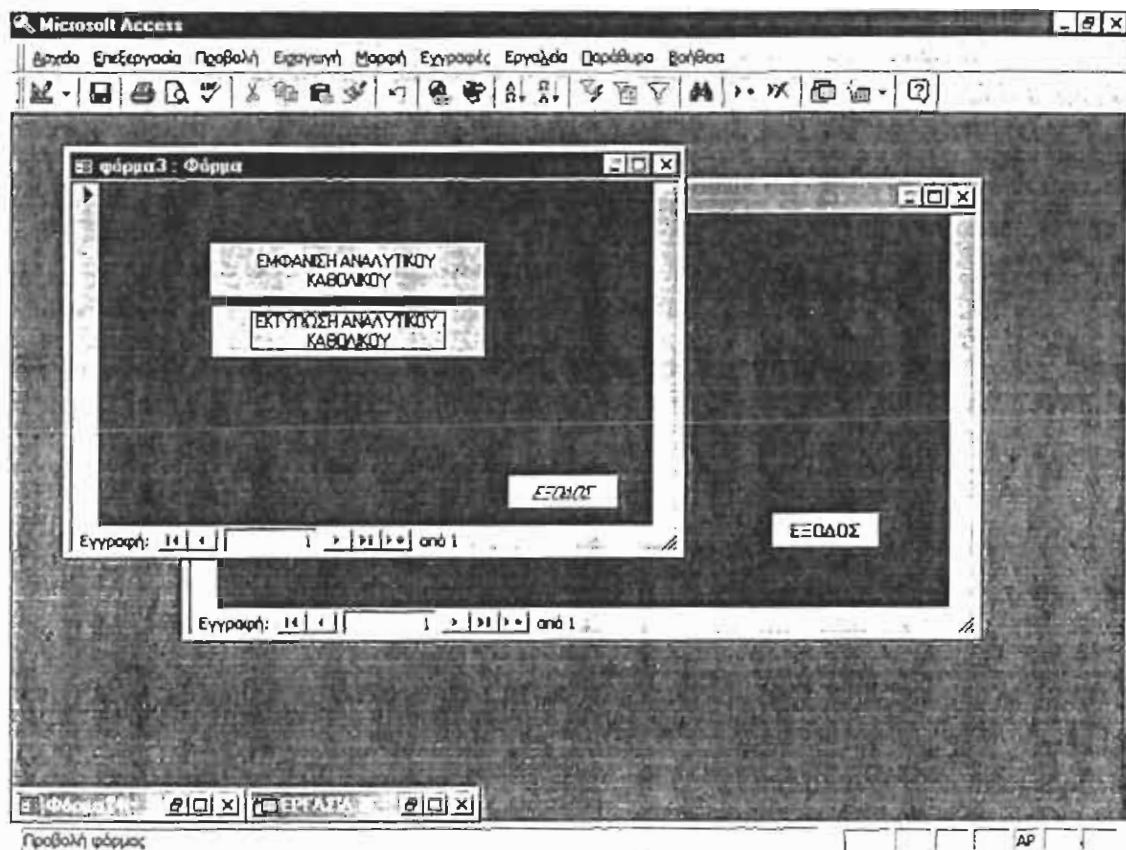 Microsoft Access
Αρχείο Επεξεργασία Προβολή Εισαγωγή Μορφή Εγγραφές Εργαλεία Παράθυρο Βοήθεια
φόρμα3 : Φόρμα
ΕΜΦΑΝΙΣΗ ΑΝΑΛΥΤΙΚΟΥ
ΚΑΘΟΛΙΚΟΥ
ΕΚΤΥΠΩΣΗ ΑΝΑΛΥΤΙΚΟΥ
ΚΑΘΟΛΙΚΟΥ
ΕΞΟΔΟΣ
ΕΞΟΔΟΣ
Εγγραφή: 1 από 1
Εγγραφή: 1 από 1
ΕΡΓΑΣΙΑ
Προβολή φόρμας
ΑΡ